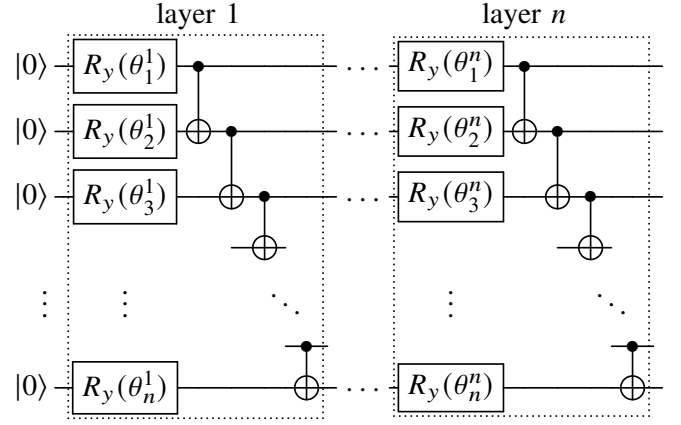 layer 1 layer n
|0⟩ R_y(θ_1^1) ... R_y(θ_1^n)
|0⟩ R_y(θ_2^1) ... R_y(θ_2^n)
|0⟩ R_y(θ_3^1) ... R_y(θ_3^n)
⋮ ⋮ ⋱ ⋮ ⋱
|0⟩ R_y(θ_n^1) ... R_y(θ_n^n)